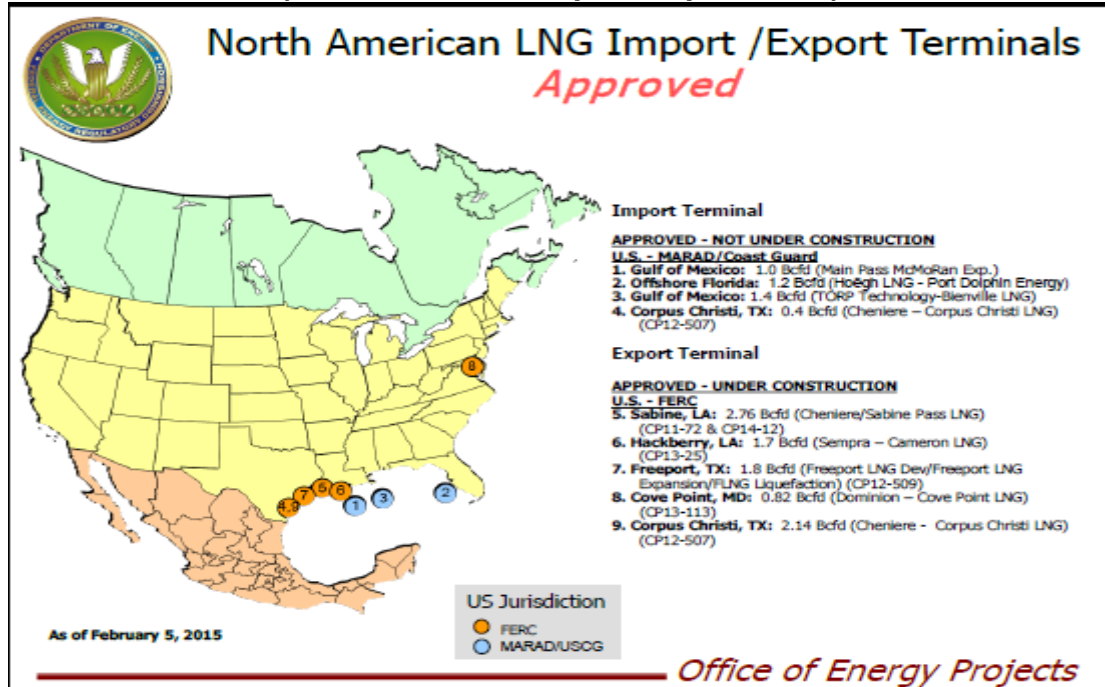 North American LNG Import /Export Terminals
Approved
Import Terminal
APPROVED - NOT UNDER CONSTRUCTION
U.S. - MARAD/Coast Guard
1. Gulf of Mexico: 1.0 Bcfd (Main Pass McMoRan Exp.)
2. Offshore Florida: 1.2 Bcfd (Hoëgh LNG - Port Dolphin Energy)
3. Gulf of Mexico: 1.4 Bcfd (TORP Technology-Bienville LNG)
4. Corpus Christi, TX: 0.4 Bcfd (Cheniere – Corpus Christi LNG)
(CP12-507)
Export Terminal
APPROVED - UNDER CONSTRUCTION
U.S. - FERC
5. Sabine, LA: 2.76 Bcfd (Cheniere/Sabine Pass LNG)
(CP11-72 & CP14-12)
6. Hackberry, LA: 1.7 Bcfd (Sempra – Cameron LNG)
(CP13-25)
7. Freeport, TX: 1.8 Bcfd (Freeport LNG Dev/Freeport LNG
Expansion/FLNG Liquefaction) (CP12-509)
8. Cove Point, MD: 0.82 Bcfd (Dominion – Cove Point LNG)
(CP13-113)
9. Corpus Christi, TX: 2.14 Bcfd (Cheniere - Corpus Christi LNG)
(CP12-507)
8
4,9
7
5
6
1
3
2
US Jurisdiction
FERC
MARAD/USCG
As of February 5, 2015
Office of Energy Projects